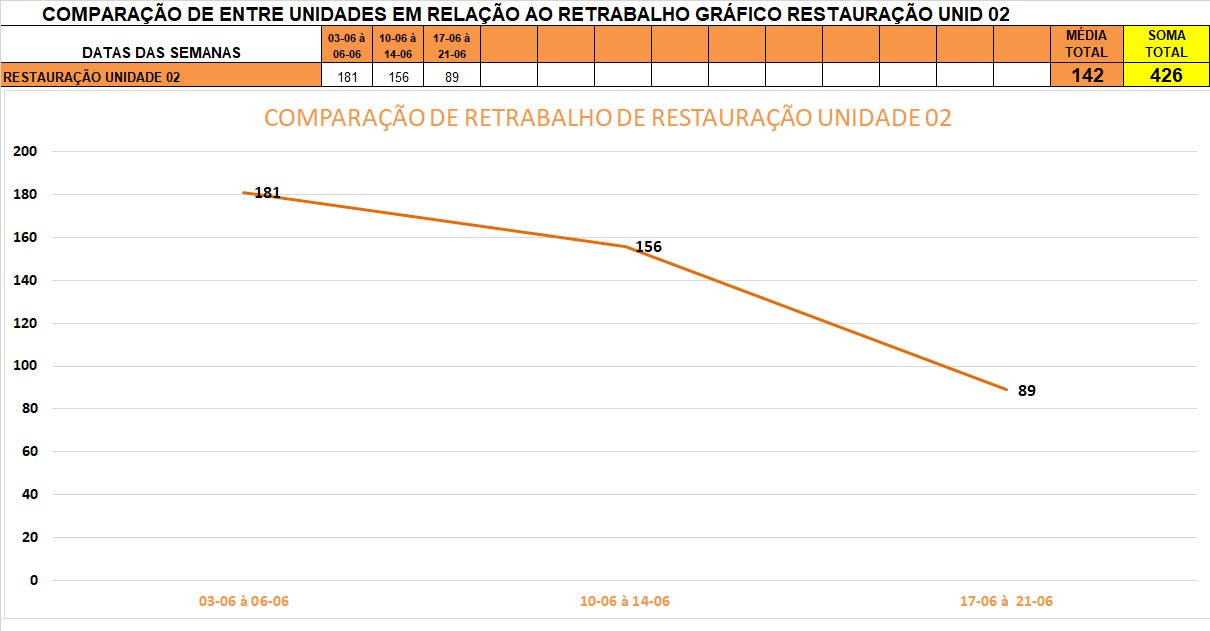 COMPARAÇÃO DE ENTRE UNIDADES EM RELAÇÃO AO RETRABALHO GRÁFICO RESTAURAÇÃO UNID 02
DATAS DAS SEMANAS 03-06 à 06-06 10-06 à 14-06 17-06 à 21-06 MÉDIA TOTAL SOMA TOTAL
RESTAURAÇÃO UNIDADE 02 181 156 89 142 426
COMPARAÇÃO DE RETRABALHO DE RESTAURAÇÃO UNIDADE 02
200
180
160
140
120
100
80
60
40
20
0
181
156
89
03-06 à 06-06 10-06 à 14-06 17-06 à 21-06